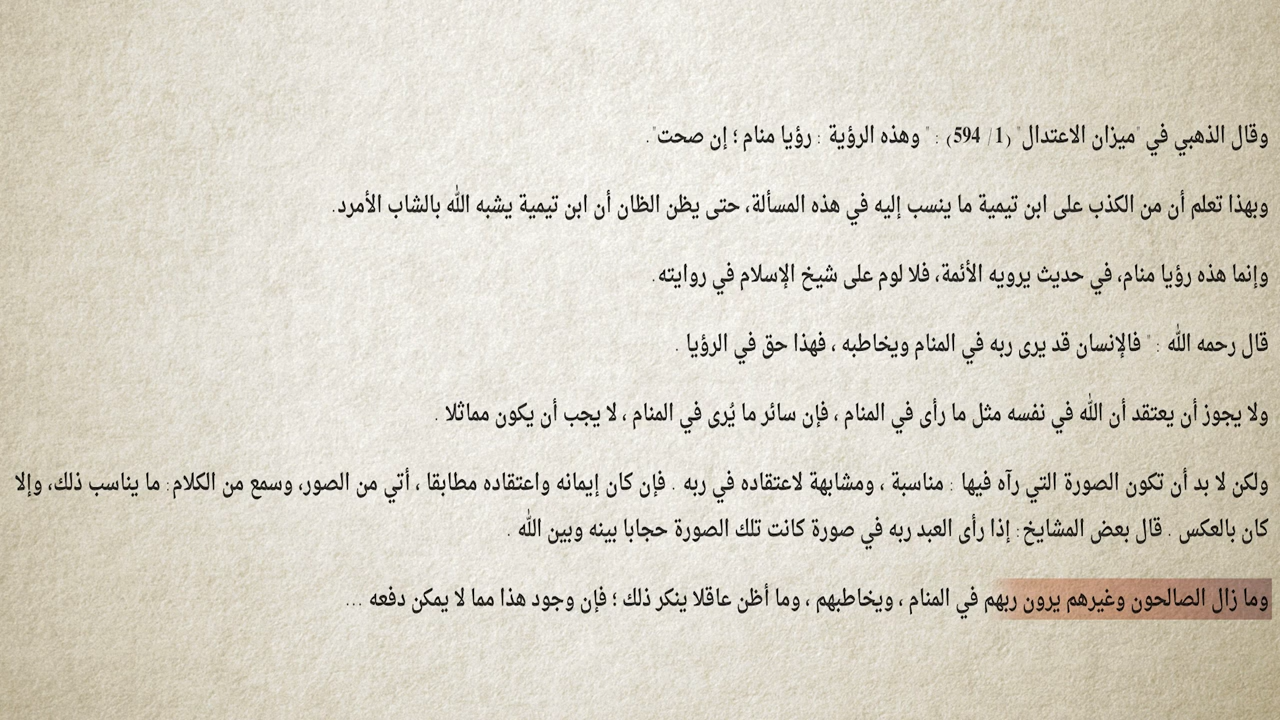 وقال الذهبي في "ميزان الاعتدال" (1/ 594) : " وهذه الرؤية : رؤيا منام ؛ إن صحت".
وبهذا تعلم أن من الكذب على ابن تيمية ما ينسب إليه في هذه المسألة، حتى يظن الظان أن ابن تيمية يشبه الله بالشاب الأمرد.
وإنما هذه رؤيا منام، في حديث يرويه الأئمة، فلا لوم على شيخ الإسلام في روايته.
قال رحمه الله : " فالإنسان قد يرى ربه في المنام ويخاطبه ، فهذا حق في الرؤيا .
ولا يجوز أن يعتقد أن الله في نفسه مثل ما رأى في المنام ، فإن سائر ما يُرى في المنام ، لا يجب أن يكون مماثلا .
ولكن لا بد أن تكون الصورة التي رآه فيها : مناسبة ، ومشابهة لاعتقاده في ربه . فإن كان إيمانه واعتقاده مطابقا ، أتي من الصور، وسمع من الكلام: ما يناسب ذلك، وإلا
كان بالعكس . قال بعض المشايخ: إذا رأى العبد ربه في صورة كانت تلك الصورة حجابا بينه وبين الله .
وما زال الصالحون وغيرهم يرون ربهم في المنام ، ويخاطبهم ، وما أظن عاقلا ينكر ذلك ؛ فإن وجود هذا مما لا يمكن دفعه ...